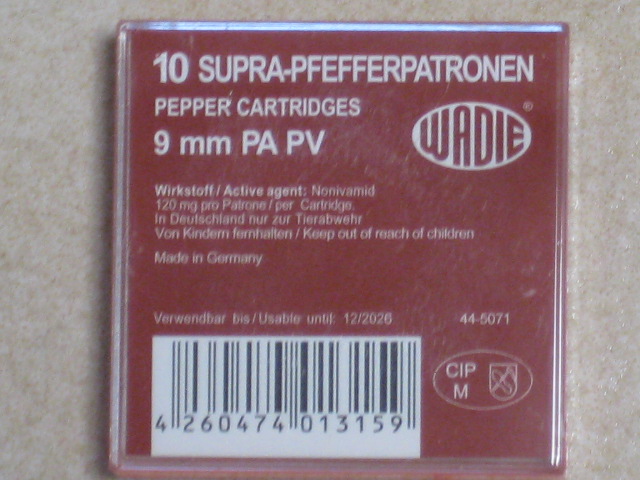 10 SUPRA-PFEFFERPATRONEN
PEPPER CARTRIDGES
WADIE ®
9 mm PA PV
Wirkstoff / Active agent: Nonivamid
120 mg pro Patrone / per Cartridge.
In Deutschland nur zur Tierabwehr
Von Kindern fernhalten / Keep out of reach of children
Made in Germany
Verwendbar bis / Usable until: 12/2026 44-5071
CIP
M
4 260474 013159